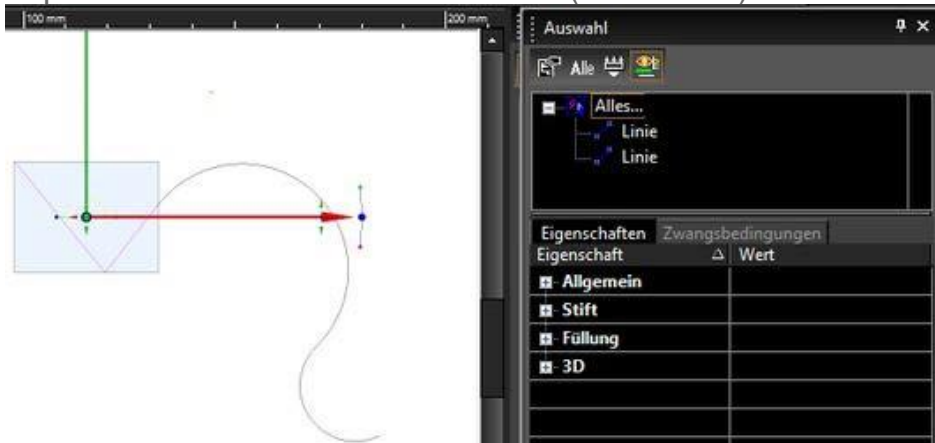 100 mm
200 mm
Auswahl
Alle
Alles...
Linie
Linie
Eigenschaften Zwangsbedingungen
Eigenschaft Wert
Allgemein
Stift
Füllung
3D